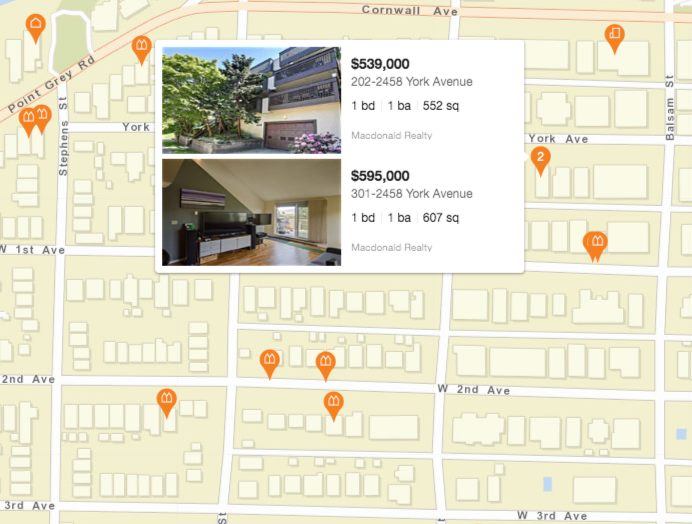 Cornwall Ave
$539,000
202-2458 York Avenue
1 bd 1 ba 552 sq
Macdonald Realty
$595,000
301-2458 York Avenue
1 bd 1 ba 607 sq
Macdonald Realty
Point Grey Rd
Stephens St
York
York Ave
Balsam St
2
W 1st Ave
2nd Ave
W 2nd Ave
3rd Ave
St
W 3rd Ave